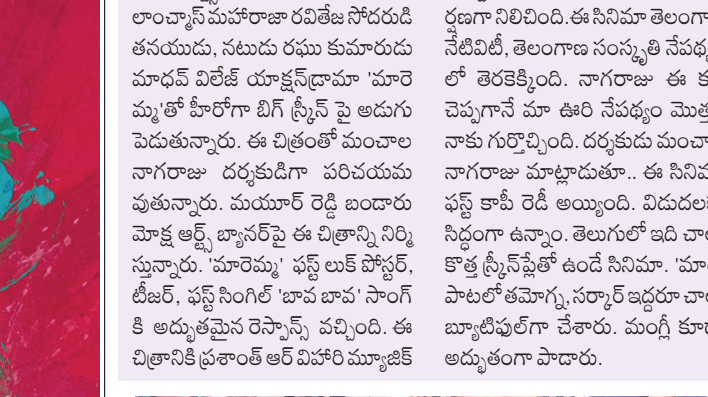 లాంచ్మాస్ మహారాజా రవితేజ సోదరుడి
తనయుడు, నటుడు రఘు కుమారుడు
మాధవ్ విలేజ్ యాక్షన్‌డ్రామా 'మారె
మ్మ'తో హీరోగా బిగ్ స్క్రీన్ పై అడుగు
పెడుతున్నారు. ఈ చిత్రంతో మంచాల
నాగరాజు దర్శకుడిగా పరిచయమ
వుతున్నారు. మయూర్ రెడ్డి బండారు
మోక్ష ఆర్ట్స్ బ్యానర్‌పై ఈ చిత్రాన్ని నిర్మి
స్తున్నారు. 'మారెమ్మ' ఫస్ట్ లుక్ పోస్టర్,
టీజర్, ఫస్ట్ సింగిల్ 'బావ బావ' సాంగ్
కి అద్భుతమైన రెస్పాన్స్ వచ్చింది. ఈ
చిత్రానికి ప్రశాంత్ ఆర్ విహారి మ్యూజిక్
ర్షణగా నిలిచింది.ఈ సినిమా తెలంగా
నేటివిటీ, తెలంగాణ సంస్కృతి నేపథ్య
లో తెరకెక్కింది. నాగరాజు ఈ క
చెప్పగానే మా ఊరి నేపథ్యం మొత్త
నాకు గుర్తొచ్చింది. దర్శకుడు మంచా
నాగరాజు మాట్లాడుతూ.. ఈ సినిమ
ఫస్ట్ కాపీ రెడీ అయ్యింది. విడుదలక
సిద్ధంగా ఉన్నాం. తెలుగులో ఇది చాల
కొత్త స్క్రీన్‌ప్లేతో ఉండే సినిమా. 'మా
పాటలో తమోగ్న, సర్కార్ ఇద్దరూ చాల
బ్యూటిఫుల్‌గా చేశారు. మంగ్లీ కూడ
అద్భుతంగా పాడారు.